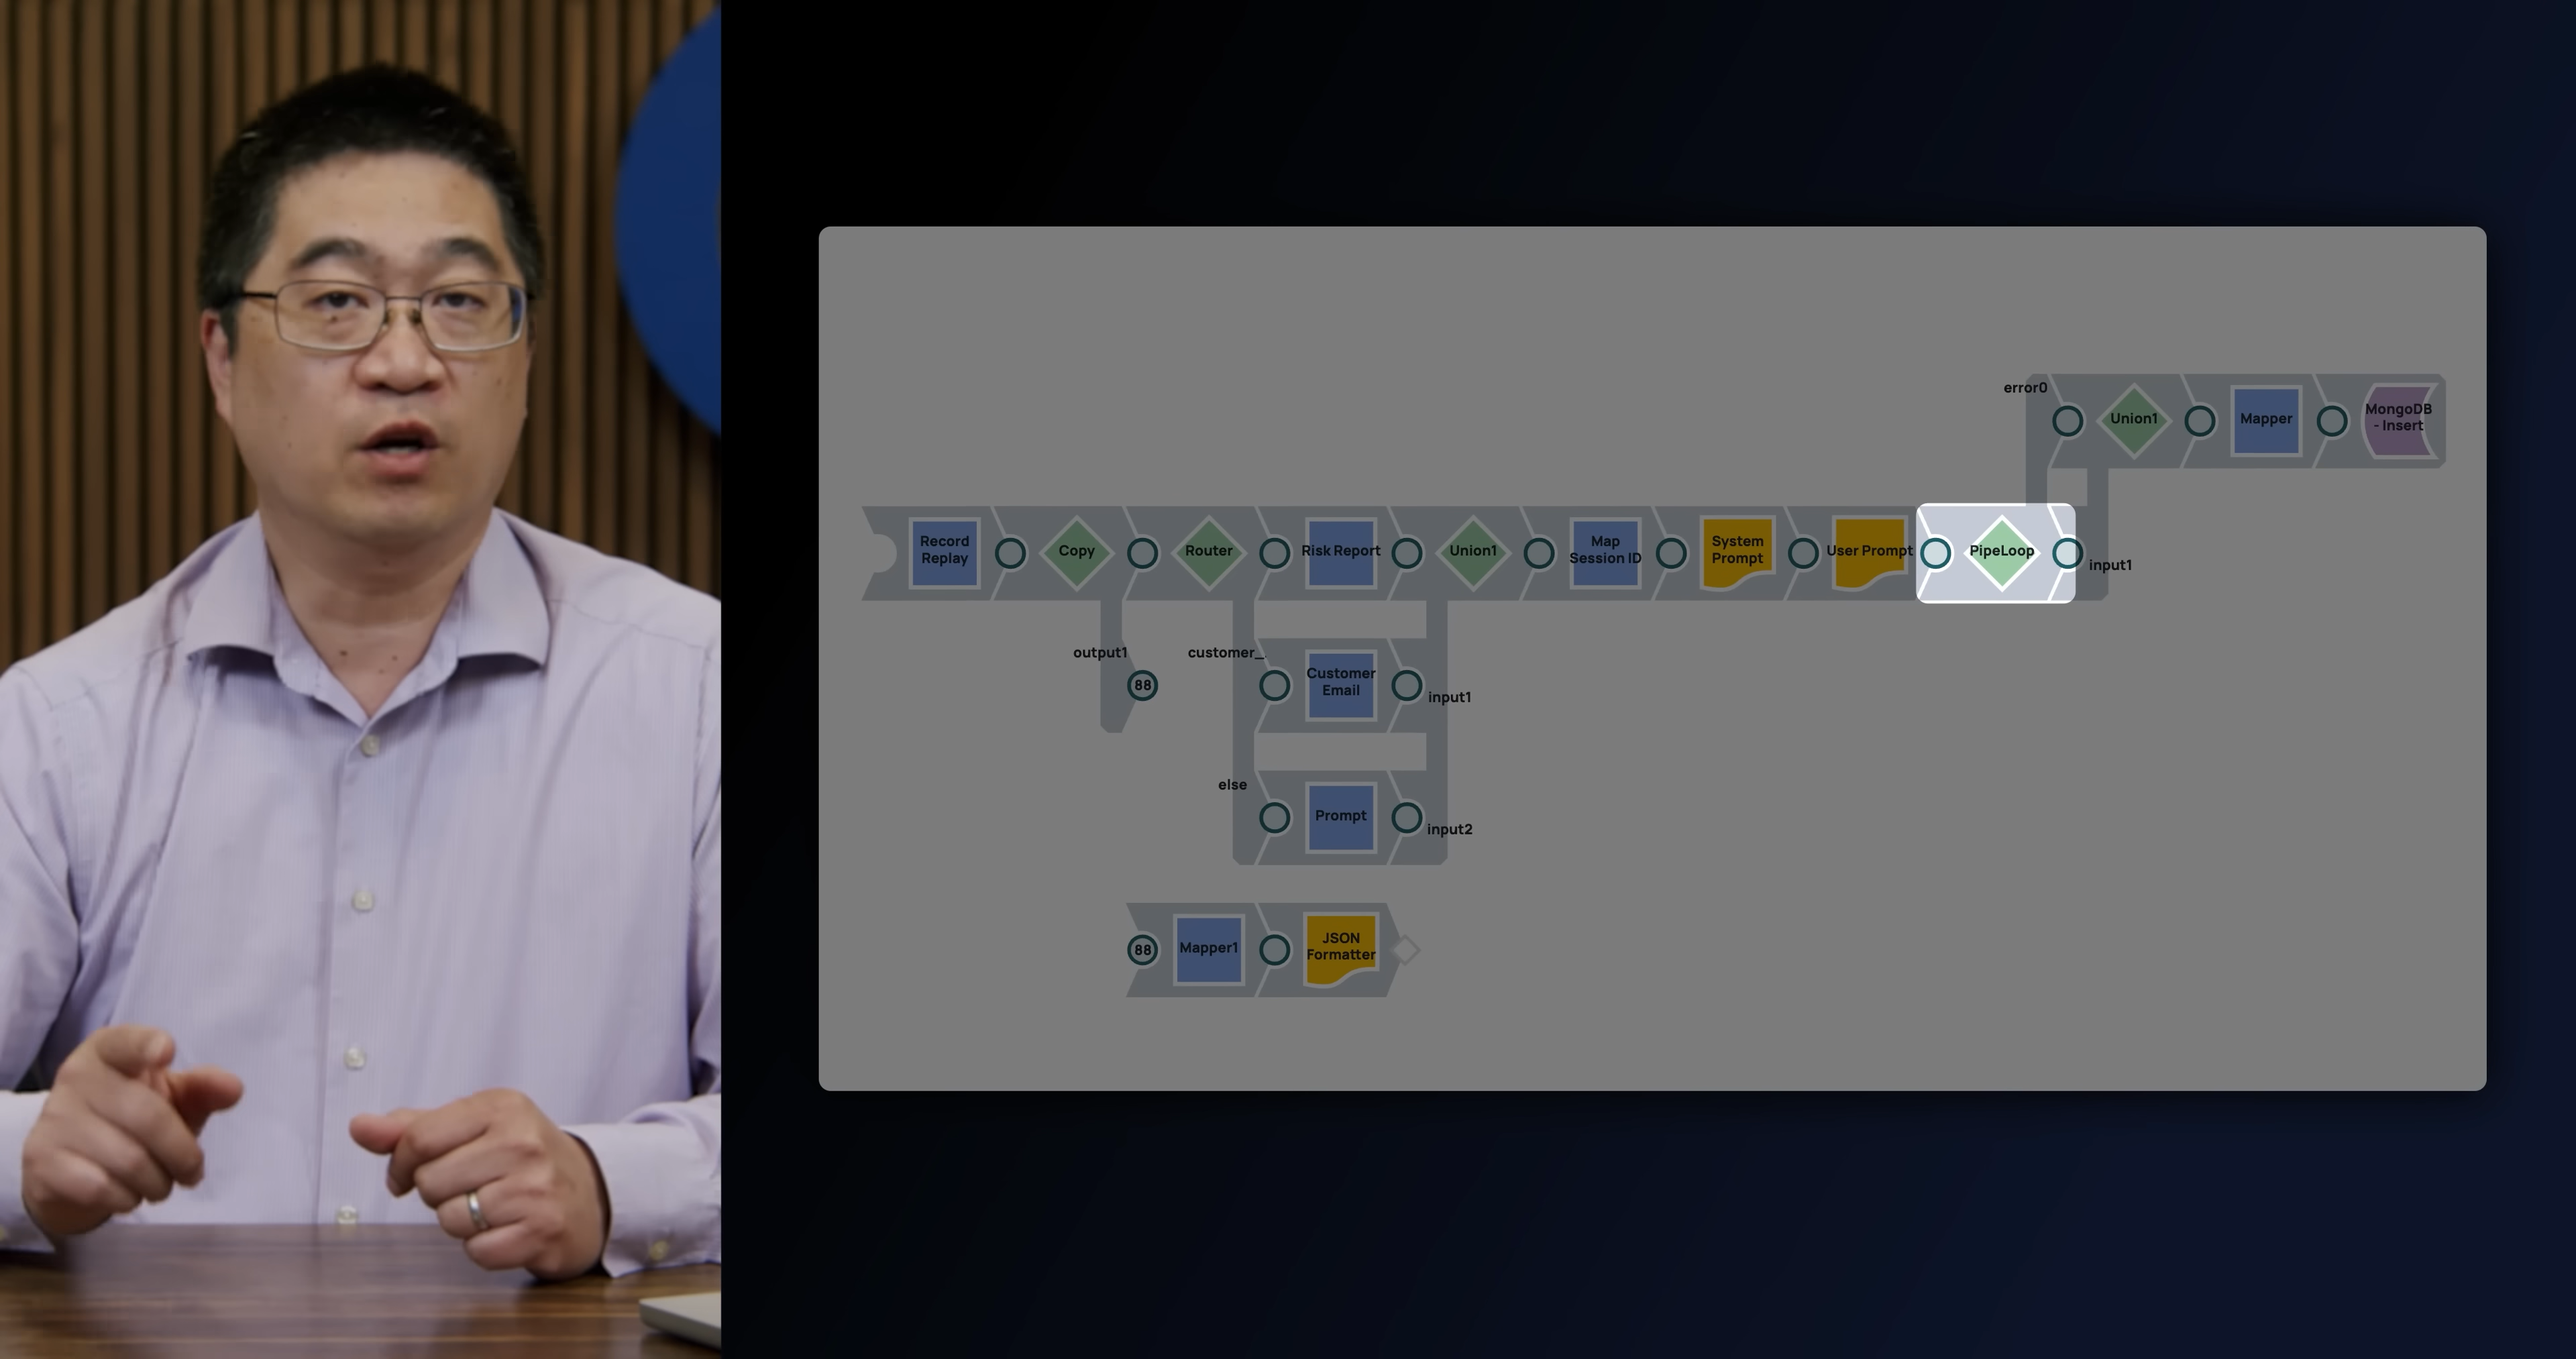 error0
Union1
Mapper
MongoDB
- Insert
Record
Replay
Copy
Router
Risk Report
Union1
Map
Session ID
System
Prompt
User Prompt
PipeLoop
input1
output1
customer_.
88
Customer
Email
input1
else
Prompt
input2
88
Mapper1
JSON
Formatter